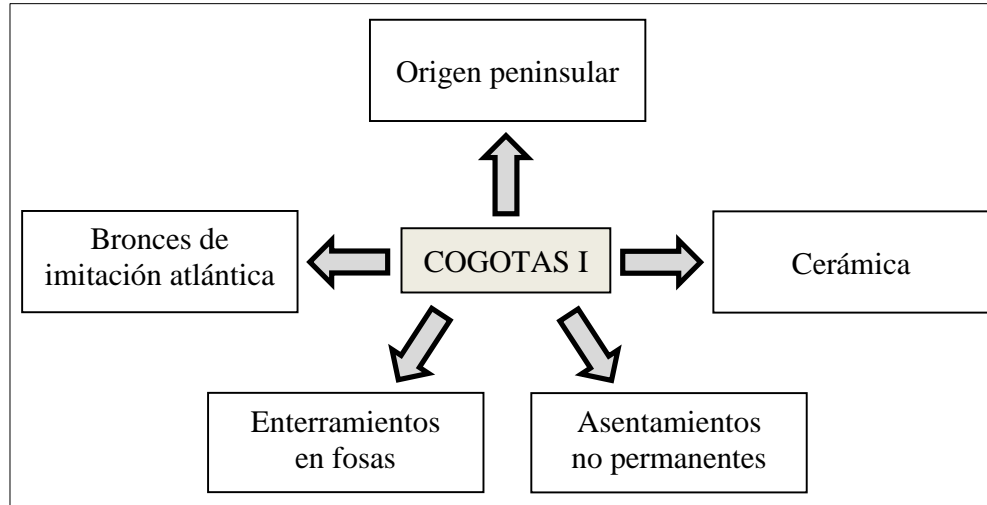 Origen peninsular
Bronces de
imitación atlántica
COGOTAS I
Cerámica
Enterramientos
en fosas
Asentamientos
no permanentes